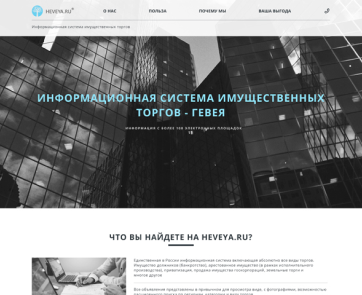 HEVEYA.RU®
О НАС
ПОЛЬЗА
ПОЧЕМУ МЫ
ВАША ВЫГОДА
Информационная система имущественных торгов
ИНФОРМАЦИОННАЯ СИСТЕМА ИМУЩЕСТВЕННЫХ
ТОРГОВ - ГЕВЕЯ
ИНФОРМАЦИЯ С БОЛЕЕ 100 ЭЛЕКТРОННЫХ ПЛОЩАДОК
ЧТО ВЫ НАЙДЕТЕ НА HEVEYA.RU?
Единственная в России информационная система включающая абсолютно все виды торгов.
Имущество должников (банкротство), арестованное имущество (в рамках исполнительного
производства), приватизация, продажа имущества госкорпораций, земельные торги и
многое другое
Все объявления представлены в привычном для просмотра виде, с фотографиями, возможностью